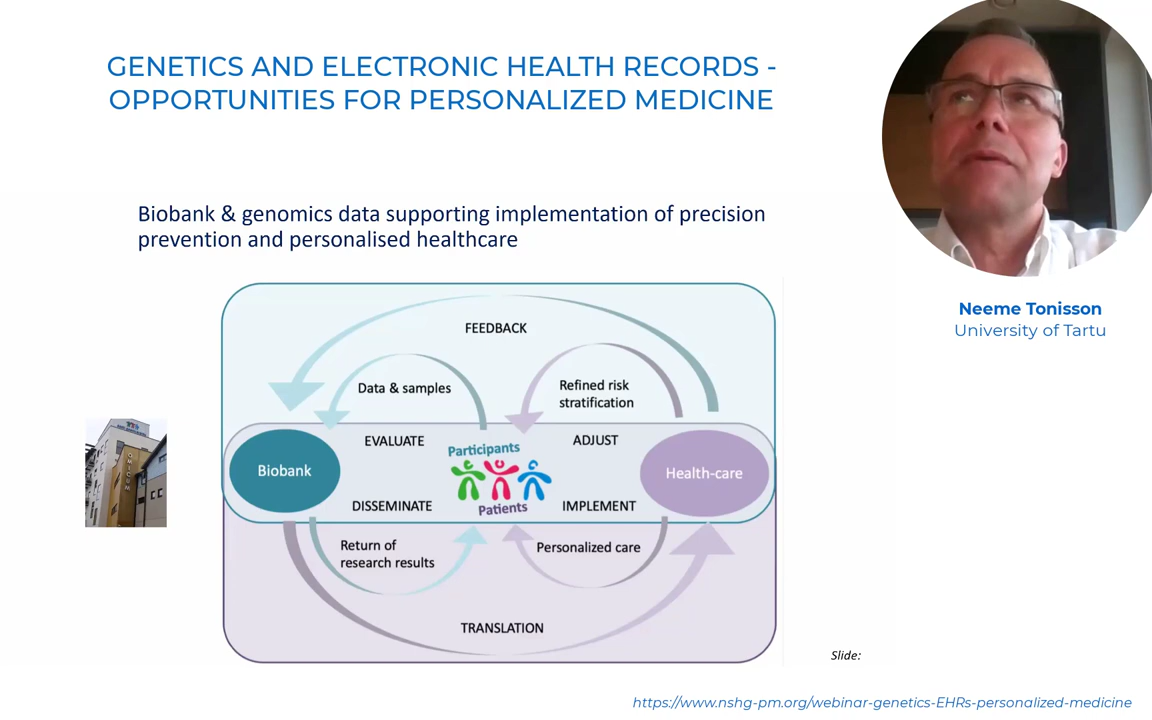 GENETICS AND ELECTRONIC HEALTH RECORDS -
OPPORTUNITIES FOR PERSONALIZED MEDICINE
Biobank & genomics data supporting implementation of precision
prevention and personalised healthcare
Neeme Tonisson
University of Tartu
FEEDBACK
Data & samples
Refined risk
stratification
EVALUATE
ADJUST
Participants
Biobank
Health-care
Patients
DISSEMINATE
IMPLEMENT
Return of
research results
Personalized care
TRANSLATION
OMICUM
Slide:
https://www.nshg-pm.org/webinar-genetics-EHRs-personalized-medicine